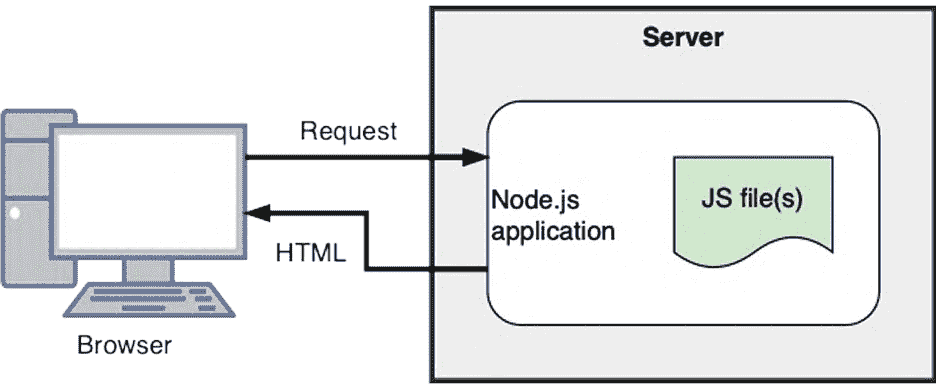 Server
Request
Node.js
application
JS file(s)
HTML
Browser